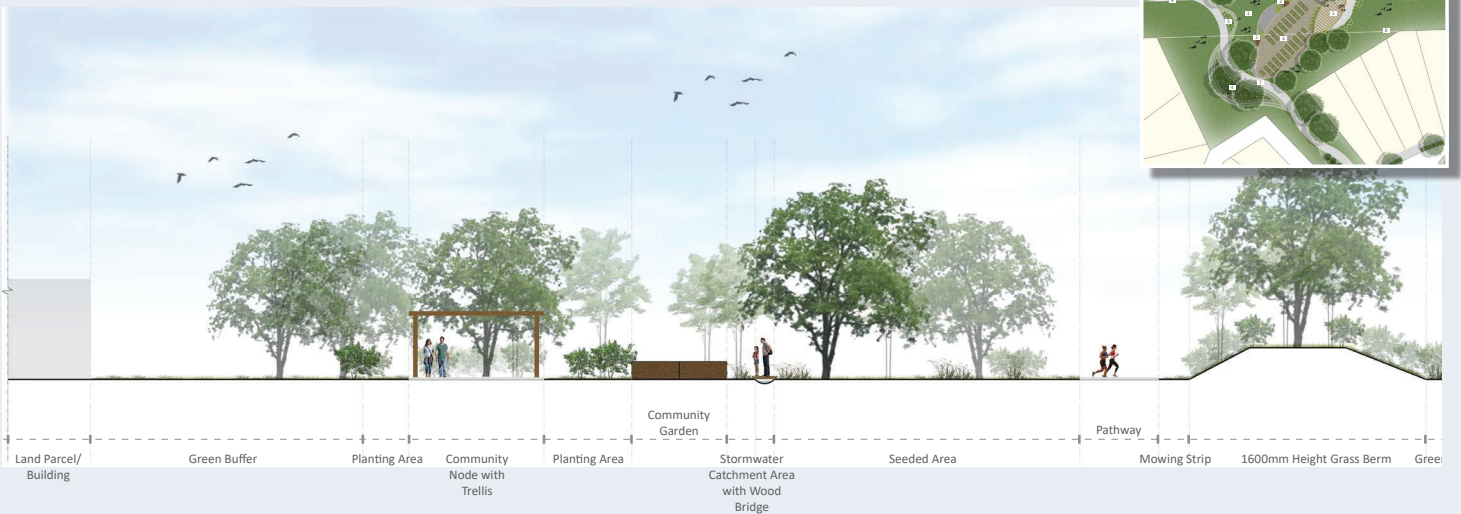 Community
Garden
Pathway
Land Parcel/
Building
Green Buffer
Planting Area
Community
Node with
Trellis
Planting Area
Stormwater
Catchment Area
with Wood
Bridge
Seeded Area
Mowing Strip
1600mm Height Grass Berm